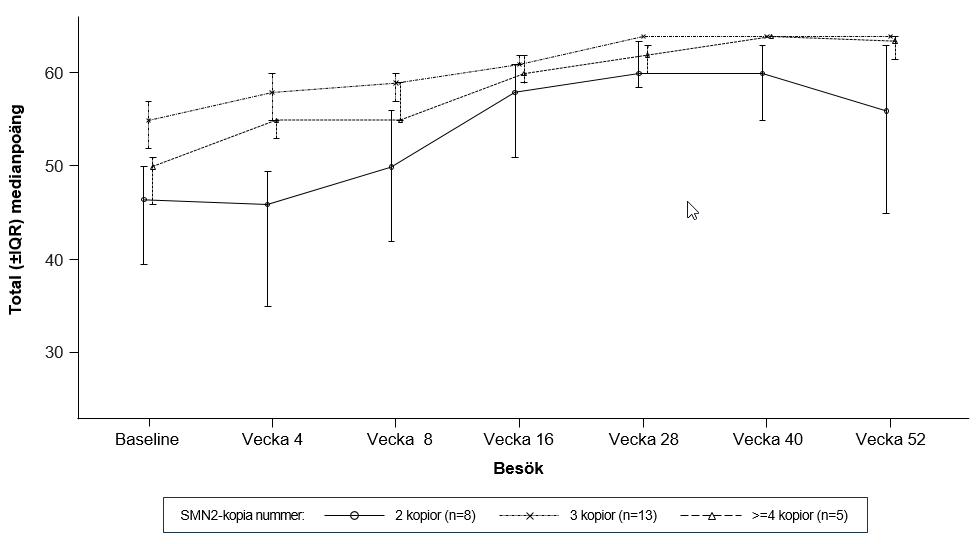 Total (±IQR) medianpoäng
60
50
40
30
Baseline Vecka 4 Vecka 8 Vecka 16 Vecka 28 Vecka 40 Vecka 52
Besök
SMN2-kopia nummer: 2 kopior (n=8) 3 kopior (n=13) >=4 kopior (n=5)